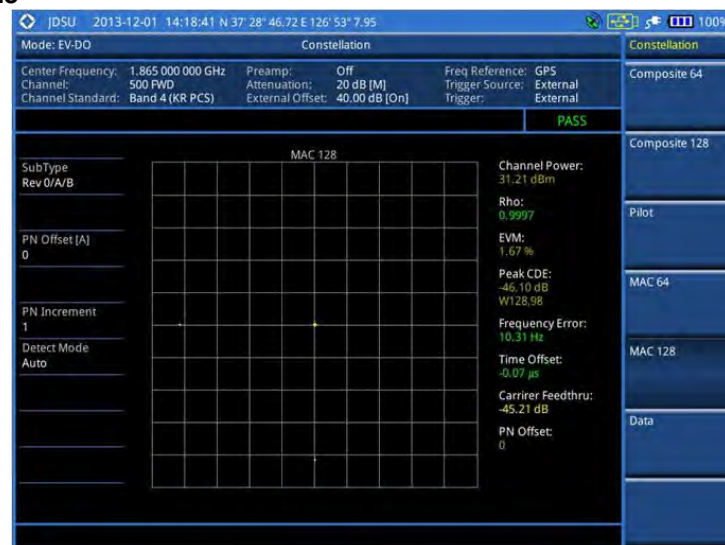 JDSU 2013-12-01 14:18:41 N 37' 28" 46.72 E 126' 53" 7.95 100%
Mode: EV-DO Constellation
Constellation
Center Frequency: 1.865 000 000 GHz Preamp: Off Freq Reference: GPS
Channel: 500 FWD Attenuation: 20 dB [M] Trigger Source: External
Channel Standard: Band 4 (KR PCS) External Offset: 40.00 dB [On] Trigger: External
PASS
MAC 128
SubType
Rev 0/A/B
PN Offset [A]
0
PN Increment
1
Detect Mode
Auto
Channel Power:
31.21 dBm
Rho:
0.9997
EVM:
1.67 %
Peak CDE:
-46.10 dB
W128,98
Frequency Error:
10.31 Hz
Time Offset:
-0.07 µs
Carrirer Feedthru:
-45.21 dB
PN Offset:
0
Composite 64
Composite 128
Pilot
MAC 64
MAC 128
Data